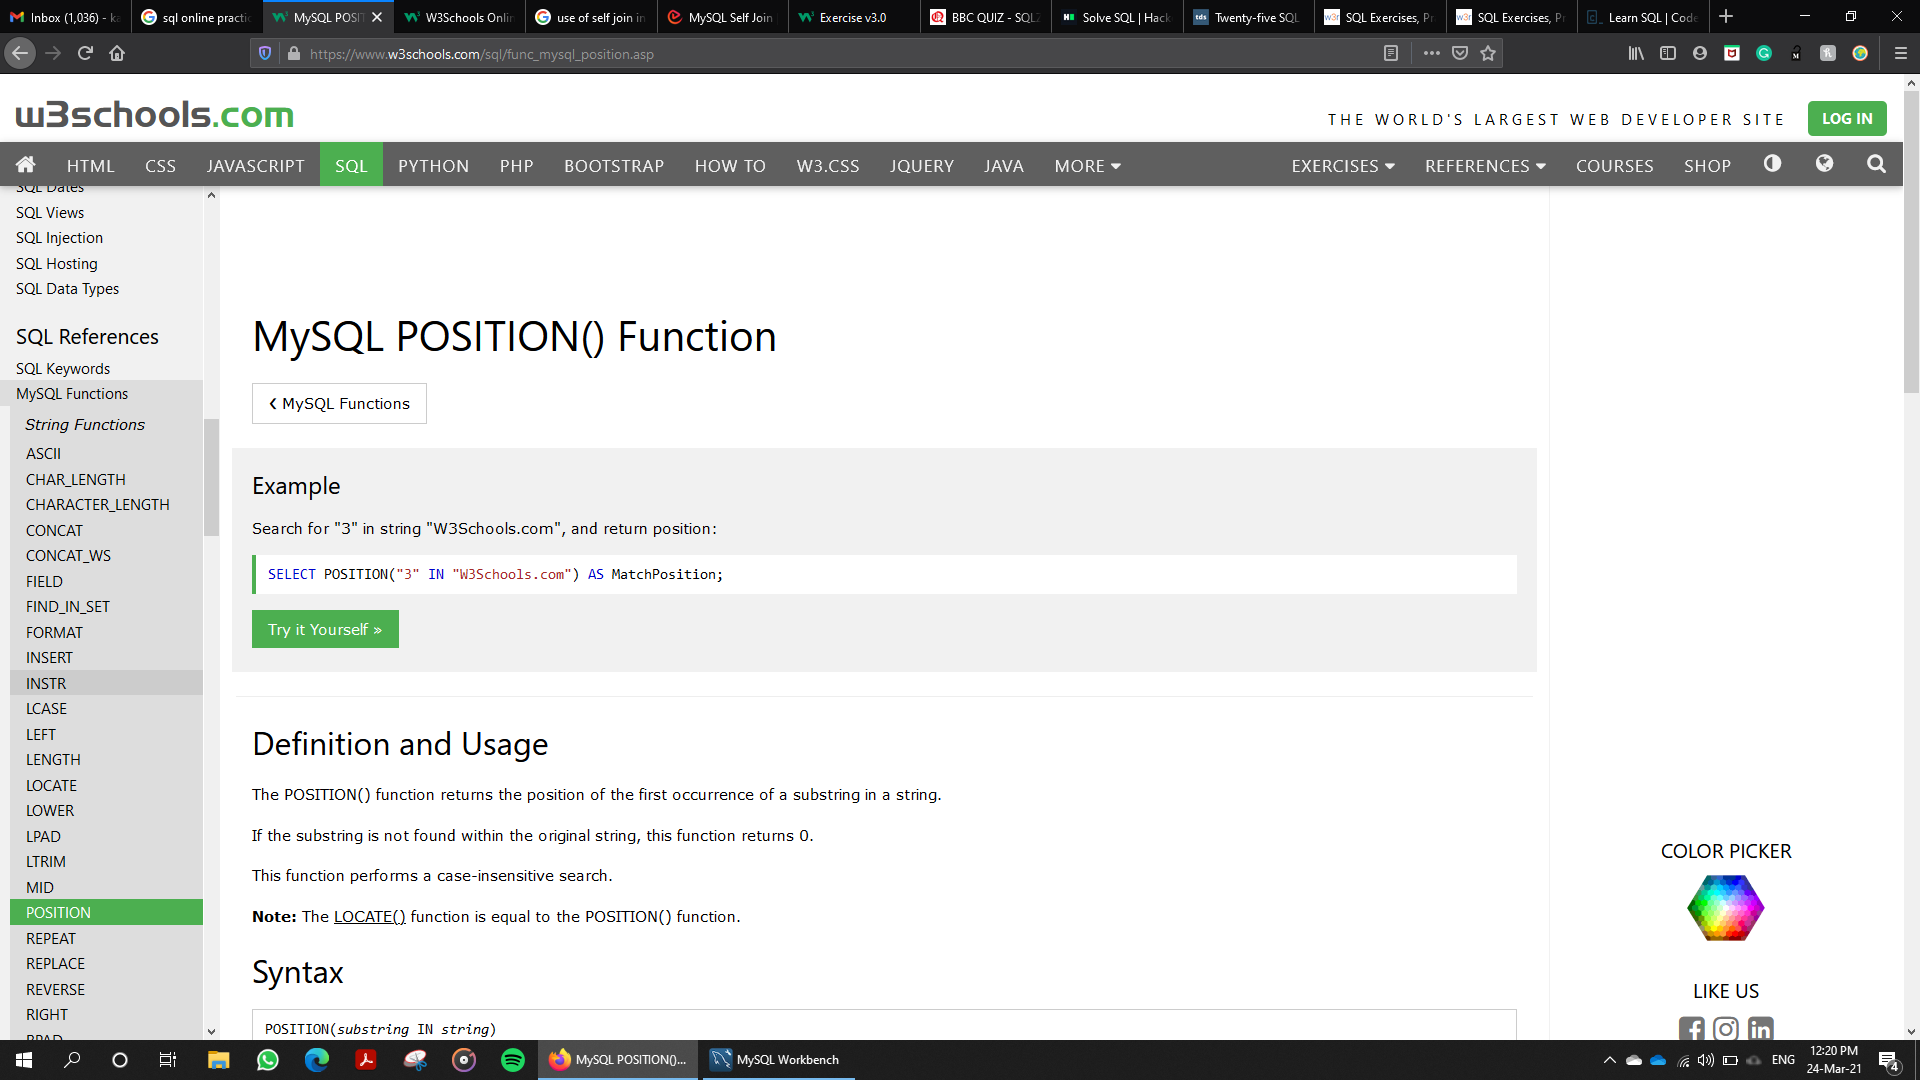 Inbox (1,036) - ka
sql online practic
MySQL POSIT
W3Schools Onlin
use of self join in
MySQL Self Join
Exercise v3.0
BBC QUIZ - SQLZ
Solve SQL | Hack
Twenty-five SQL
SQL Exercises, Pr
SQL Exercises, Pr
Learn SQL | Code
https://www.w3schools.com/sql/func_mysql_position.asp
w3schools.com
THE WORLD'S LARGEST WEB DEVELOPER SITE
LOG IN
HTML CSS JAVASCRIPT SQL PYTHON PHP BOOTSTRAP HOW TO W3.CSS JQUERY JAVA MORE EXERCISES REFERENCES COURSES SHOP
SQL Dates
SQL Views
SQL Injection
SQL Hosting
SQL Data Types
SQL References
SQL Keywords
MySQL Functions
String Functions
ASCII
CHAR_LENGTH
CHARACTER_LENGTH
CONCAT
CONCAT_WS
FIELD
FIND_IN_SET
FORMAT
INSERT
INSTR
LCASE
LEFT
LENGTH
LOCATE
LOWER
LPAD
LTRIM
MID
POSITION
REPEAT
REPLACE
REVERSE
RIGHT
RPAD
MySQL POSITION() Function
❮ MySQL Functions
Example
Search for "3" in string "W3Schools.com", and return position:
SELECT POSITION("3" IN "W3Schools.com") AS MatchPosition;
Try it Yourself »
Definition and Usage
The POSITION() function returns the position of the first occurrence of a substring in a string.
If the substring is not found within the original string, this function returns 0.
This function performs a case-insensitive search.
Note: The LOCATE() function is equal to the POSITION() function.
Syntax
POSITION(substring IN string)
COLOR PICKER
LIKE US
MySQL POSITION()...
MySQL Workbench
ENG
12:20 PM
24-Mar-21
4